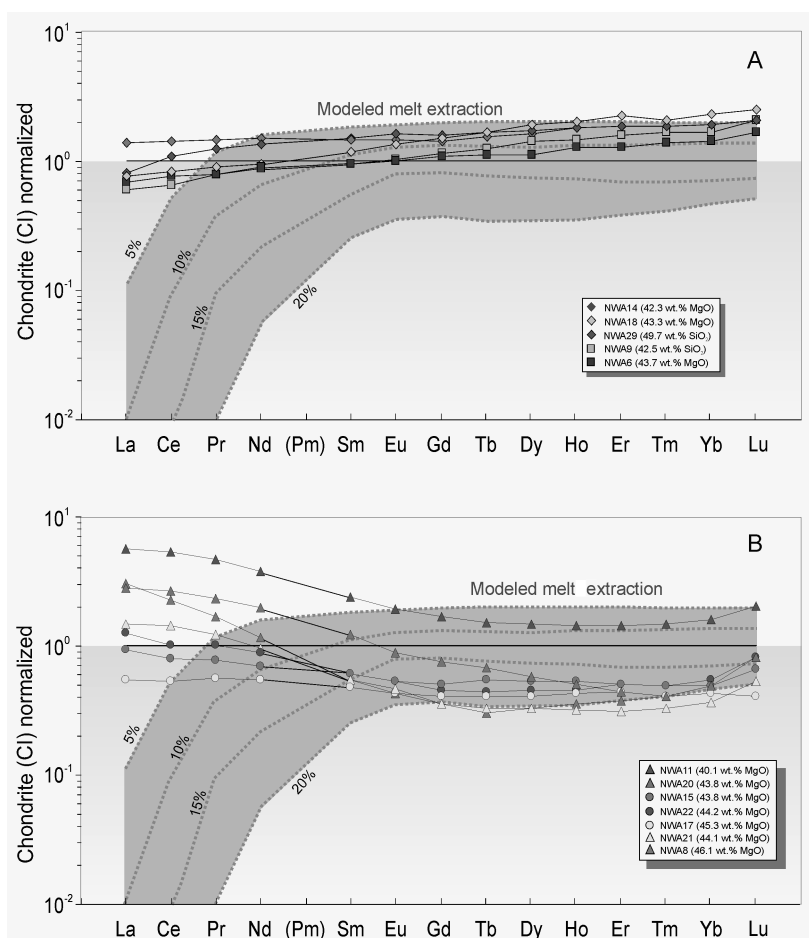 10¹
A
Modeled melt extraction
10⁰
Chondrite (CI) normalized
5%
10%
15%
20%
10⁻¹
NWA14 (42.3 wt.% MgO)
NWA18 (43.3 wt.% MgO)
NWA29 (49.7 wt.% SiO₂)
NWA9 (42.5 wt.% SiO₂)
NWA6 (43.7 wt.% MgO)
10⁻²
La Ce Pr Nd (Pm) Sm Eu Gd Tb Dy Ho Er Tm Yb Lu
10¹
B
Modeled melt extraction
10⁰
Chondrite (CI) normalized
5%
10%
15%
20%
10⁻¹
NWA11 (40.1 wt.% MgO)
NWA20 (43.8 wt.% MgO)
NWA15 (43.8 wt.% MgO)
NWA22 (44.2 wt.% MgO)
NWA17 (45.3 wt.% MgO)
NWA21 (44.1 wt.% MgO)
NWA8 (46.1 wt.% MgO)
10⁻²
La Ce Pr Nd (Pm) Sm Eu Gd Tb Dy Ho Er Tm Yb Lu